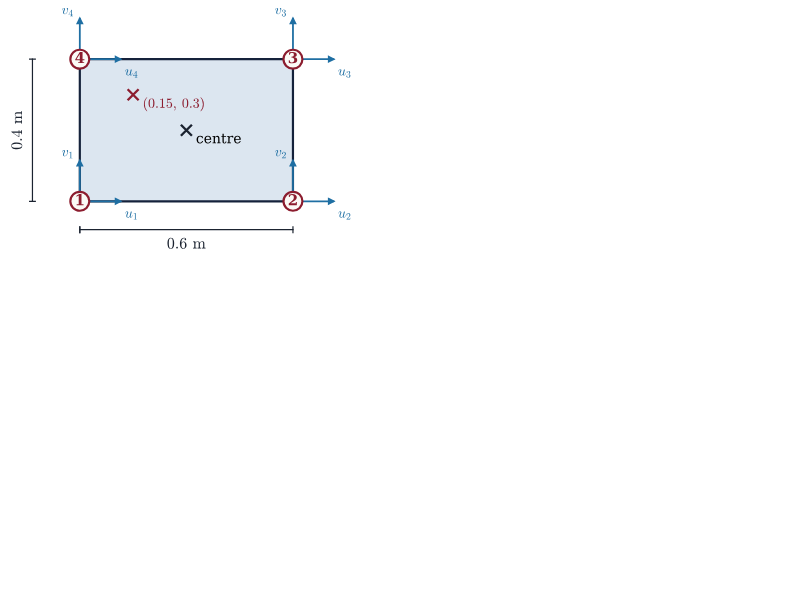 v₄
v₃
4
3
u₄
u₃
(0.15, 0.3)
0.4 m
centre
v₁
v₂
1
2
u₁
u₂
0.6 m